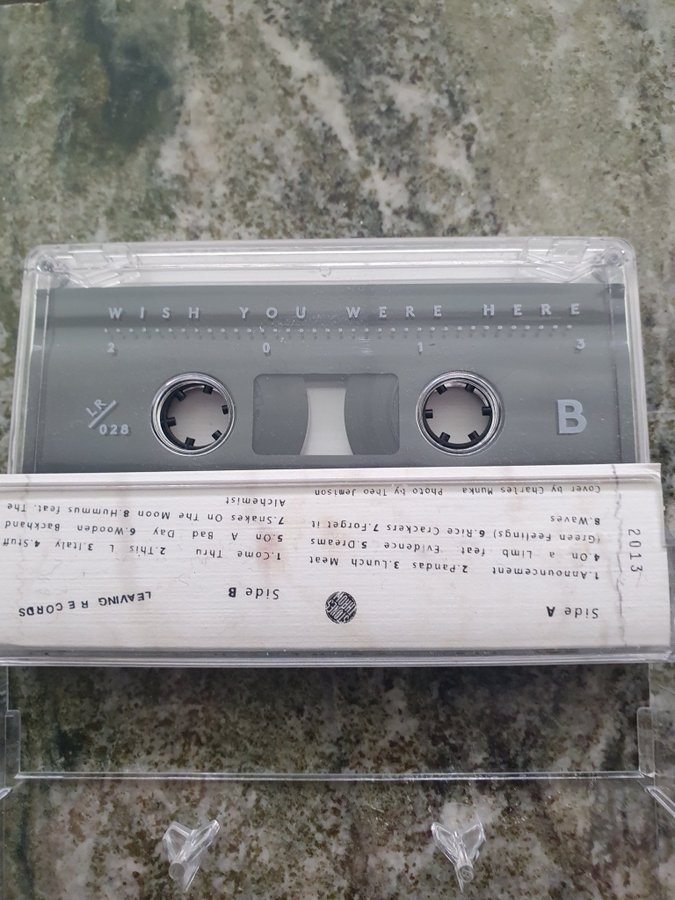 WISH YOU WERE HERE
2 0 1 3
LR/028
B
2013
Side A
1.Announcement 2.Pandas 3.Lunch Meat
4.On a Limb feat Evidence 5.Dreams
(Green Feelings) 6.Rice Crackers 7.Forget it
8.Waves
Cover by Charles Munka Photo by Theo Jemison
STONES THROW
Side B
LEAVING RECORDS
1.Come Thru 2.This L 3.Italy 4.Stuff
5.On A Bad Day 6.Wooden Backhand
7.Snakes On The Moon 8.Hummus feat. The
Alchemist